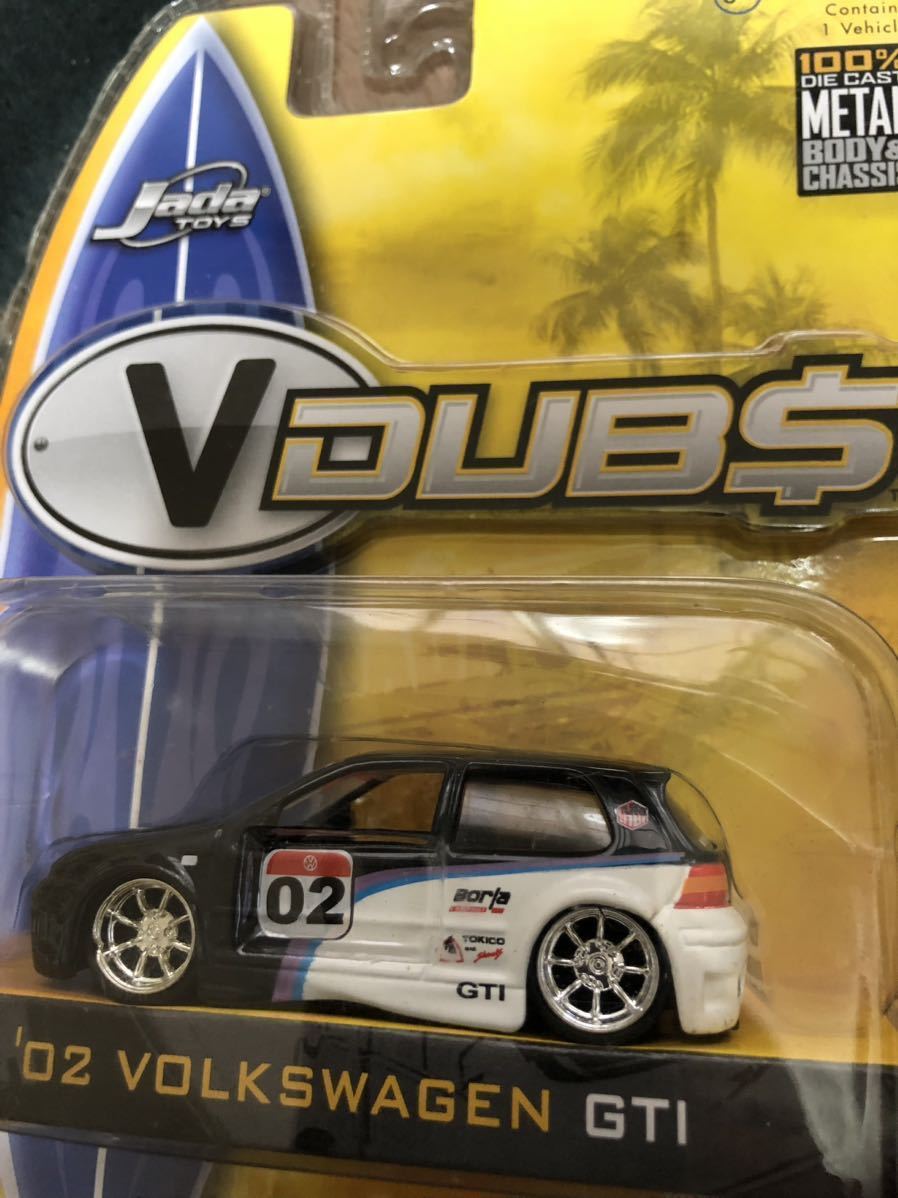 Contain
1 Vehicl
100%
DIE CAST
METAL
BODY &
CHASSIS
Jada
TOYS
V DUB$
02
Borla
TOKICO
GTI
'02 VOLKSWAGEN GTI